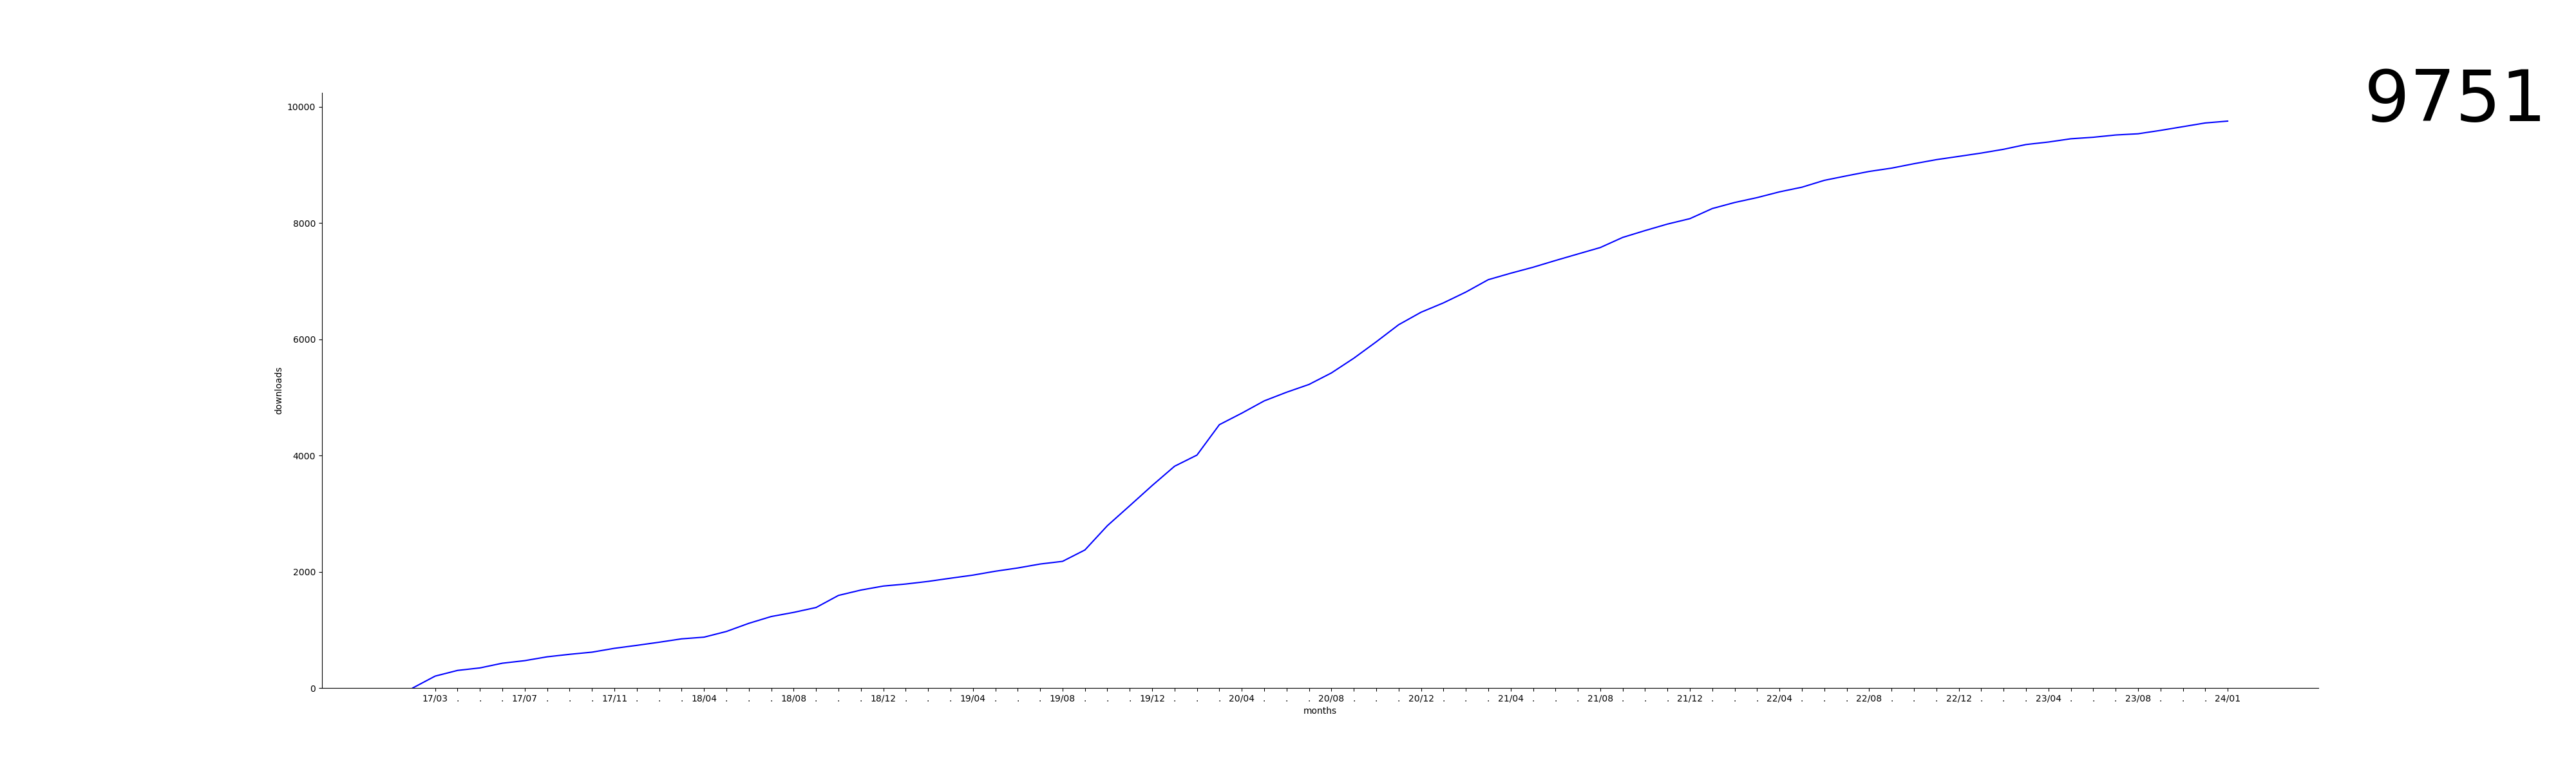 9751
10000
8000
6000
4000
2000
0
downloads
17/03 . . . 17/07 . . . 17/11 . . . 18/04 . . . 18/08 . . . 18/12 . . . 19/04 . . . 19/08 . . . 19/12 . . . 20/04 . . . 20/08 . . . 20/12 . . . 21/04 . . . 21/08 . . . 21/12 . . . 22/04 . . . 22/08 . . . 22/12 . . . 23/04 . . . 23/08 . . . 24/01
months